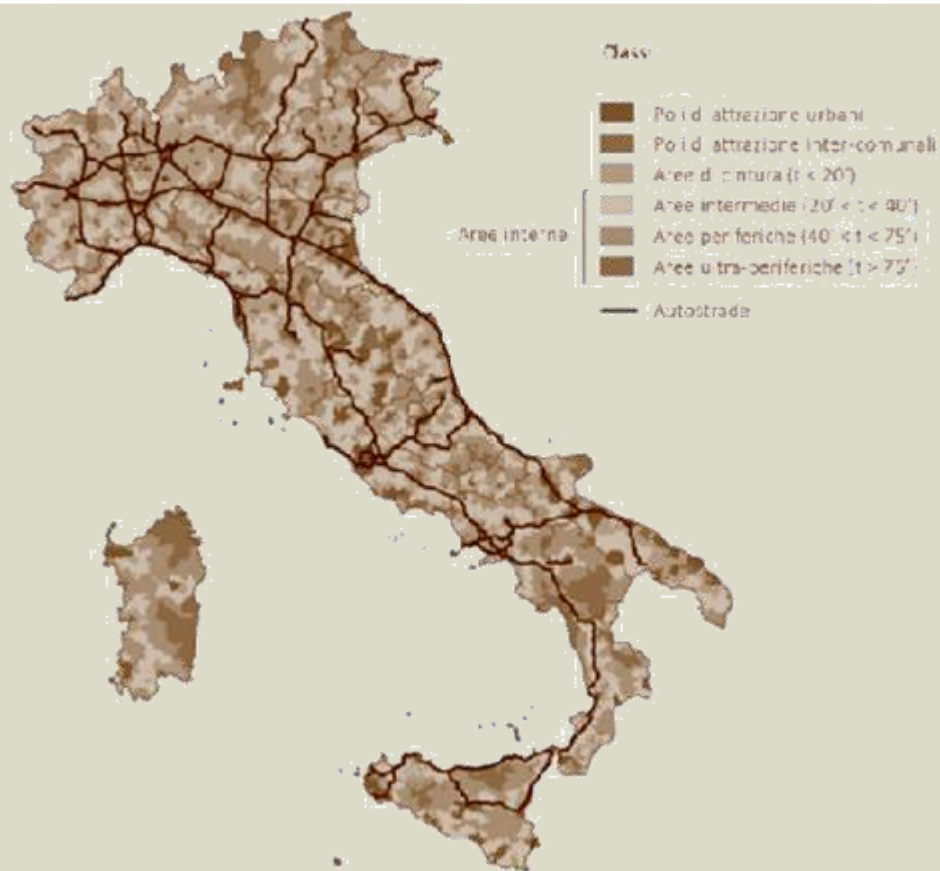 Classi
Poli di attrazione urbani
Poli di attrazione inter-comunali
Aree di cintura (t < 20')
Aree intermedie (20' < t < 40')
Aree interne
Aree periferiche (40' < t < 75')
Aree ultra-periferiche (t > 75')
Autostrade